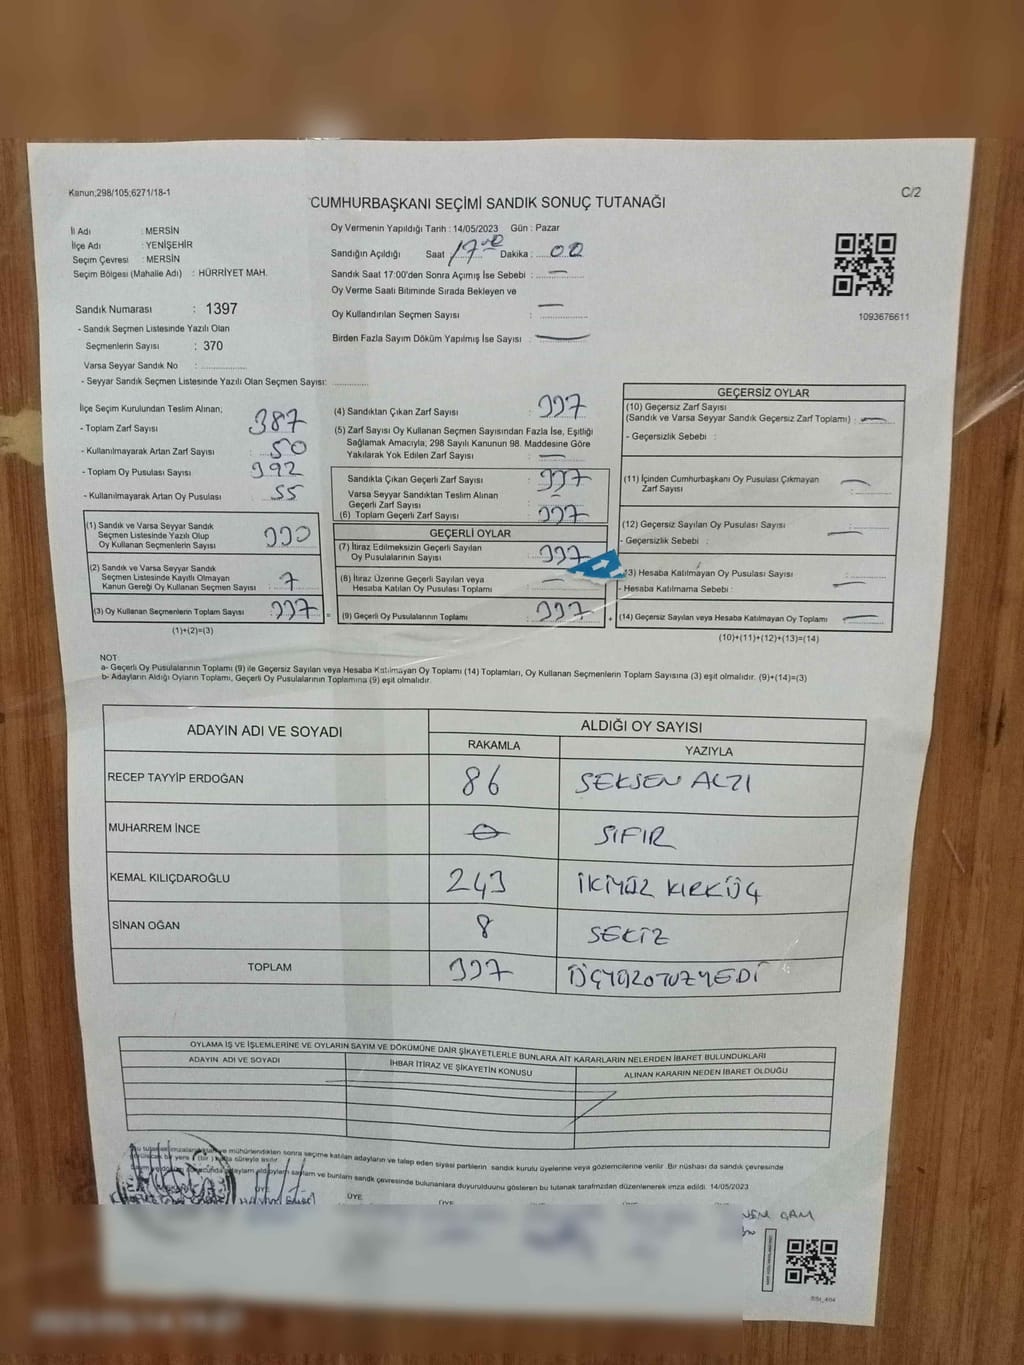 Kanun;298/105;6271/18-1
C/2
CUMHURBAŞKANI SEÇİMİ SANDIK SONUÇ TUTANAĞI
İl Adı : MERSİN
İlçe Adı : YENİŞEHİR
Seçim Çevresi : MERSİN
Seçim Bölgesi (Mahalle Adı) : HÜRRİYET MAH.
Oy Vermenin Yapıldığı Tarih : 14/05/2023 Gün : Pazar
Sandığın Açıldığı Saat 17:00 Dakika : 00
Sandık Saat 17:00'den Sonra Açımış İse Sebebi : —
Oy Verme Saati Bitiminde Sırada Bekleyen ve
Oy Kullandırılan Seçmen Sayısı : —
Birden Fazla Sayım Döküm Yapılmış İse Sayısı : —
1093676611
Sandık Numarası : 1397
- Sandık Seçmen Listesinde Yazılı Olan
Seçmenlerin Sayısı : 370
Varsa Seyyar Sandık No :
- Seyyar Sandık Seçmen Listesinde Yazılı Olan Seçmen Sayısı:
İlçe Seçim Kurulundan Teslim Alınan;
- Toplam Zarf Sayısı 387
- Kullanılmayarak Artan Zarf Sayısı : 50
- Toplam Oy Pusulası Sayısı 392
- Kullanılmayarak Artan Oy Pusulası : 55
(1) Sandık ve Varsa Seyyar Sandık
Seçmen Listesinde Yazılı Olup
Oy Kullanan Seçmenlerin Sayısı : 330
(2) Sandık ve Varsa Seyyar Sandık
Seçmen Listesinde Kayıtlı Olmayan
Kanun Gereği Oy Kullanan Seçmen Sayısı : 7
(3) Oy Kullanan Seçmenlerin Toplam Sayısı : 337 =
(1)+(2)=(3)
(4) Sandıktan Çıkan Zarf Sayısı : 337
(5) Zarf Sayısı Oy Kullanan Seçmen Sayısından Fazla İse, Eşitliği
Sağlamak Amacıyla; 298 Sayılı Kanunun 98. Maddesine Göre
Yakılarak Yok Edilen Zarf Sayısı : —
Sandıkta Çıkan Geçerli Zarf Sayısı : 337
Varsa Seyyar Sandıktan Teslim Alınan
Geçerli Zarf Sayısı : —
(6) Toplam Geçerli Zarf Sayısı : 337
GEÇERLİ OYLAR
(7) İtiraz Edilmeksizin Geçerli Sayılan
Oy Pusulalarının Sayısı : 337
(8) İtiraz Üzerine Geçerli Sayılan veya
Hesaba Katılan Oy Pusulası Toplamı : —
(9) Geçerli Oy Pusulalarının Toplamı : 337 +
GEÇERSİZ OYLAR
(10) Geçersiz Zarf Sayısı
(Sandık ve Varsa Seyyar Sandık Geçersiz Zarf Toplamı) : —
- Geçersizlik Sebebi :
(11) İçinden Cumhurbaşkanı Oy Pusulası Çıkmayan
Zarf Sayısı : —
(12) Geçersiz Sayılan Oy Pusulası Sayısı : —
- Geçersizlik Sebebi :
13) Hesaba Katılmayan Oy Pusulası Sayısı : —
- Hesaba Katılmama Sebebi :
(14) Geçersiz Sayılan veya Hesaba Katılmayan Oy Toplamı : —
(10)+(11)+(12)+(13)=(14)
NOT:
a- Geçerli Oy Pusulalarının Toplamı (9) ile Geçersiz Sayılan veya Hesaba Katılmayan Oy Toplamı (14) Toplamları, Oy Kullanan Seçmenlerin Toplam Sayısına (3) eşit olmalıdır. (9)+(14)=(3)
b- Adayların Aldığı Oyların Toplamı, Geçerli Oy Pusulalarının Toplamına (9) eşit olmalıdır.
ADAYIN ADI VE SOYADI
ALDIĞI OY SAYISI
RAKAMLA YAZIYLA
RECEP TAYYİP ERDOĞAN 86 SEKSEN ALTI
MUHARREM İNCE 0 SIFIR
KEMAL KILIÇDAROĞLU 243 İKİYÜZ KIRKÜÇ
SİNAN OĞAN 8 SEKİZ
TOPLAM 337 ÜÇYÜZOTUZYEDİ
OYLAMA İŞ VE İŞLEMLERİNE VE OYLARIN SAYIM VE DÖKÜMÜNE DAİR ŞİKAYETLERLE BUNLARA AİT KARARLARIN NELERDEN İBARET BULUNDUKLARI
ADAYIN ADI VE SOYADI İHBAR İTİRAZ VE ŞİKAYETİN KONUSU ALINAN KARARIN NEDEN İBARET OLDUĞU
mühürlendikten sonra seçime katılan adayların ve talep eden siyasi partilerin sandık kurulu üyelerine veya gözlemcilerine verilir. Bir nüshası da sandık çevresinde
(bir) hafta süreyle asılır.
ve bunların sandık çevresinde bulunanlara duyurulduğunu gösteren bu tutanak tarafımızdan düzenlenerek imza edildi. 14/05/2023
ÜYE ÜYE